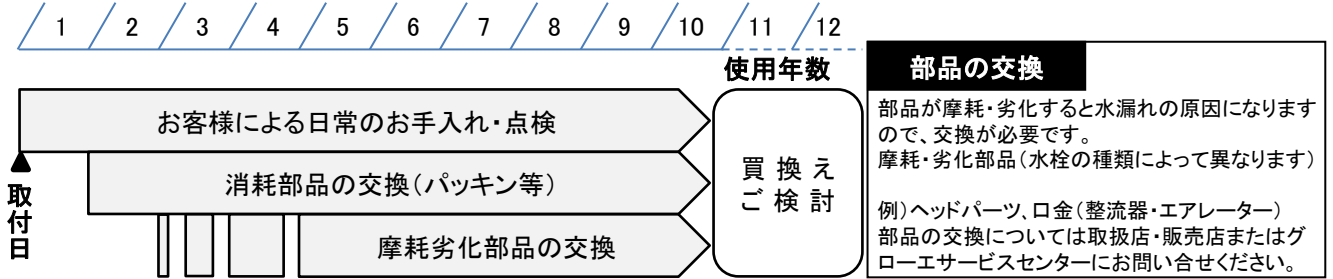 1 2 3 4 5 6 7 8 9 10 11 12
使用年数
お客様による日常のお手入れ・点検
取付日
消耗部品の交換（パッキン等）
摩耗劣化部品の交換
買換え
ご検討
部品の交換
部品が摩耗・劣化すると水漏れの原因になります
ので、交換が必要です。
摩耗・劣化部品（水栓の種類によって異なります）
例）ヘッドパーツ、口金（整流器・エアレーター）
部品の交換については取扱店・販売店またはグ
ローエサービスセンターにお問い合せください。